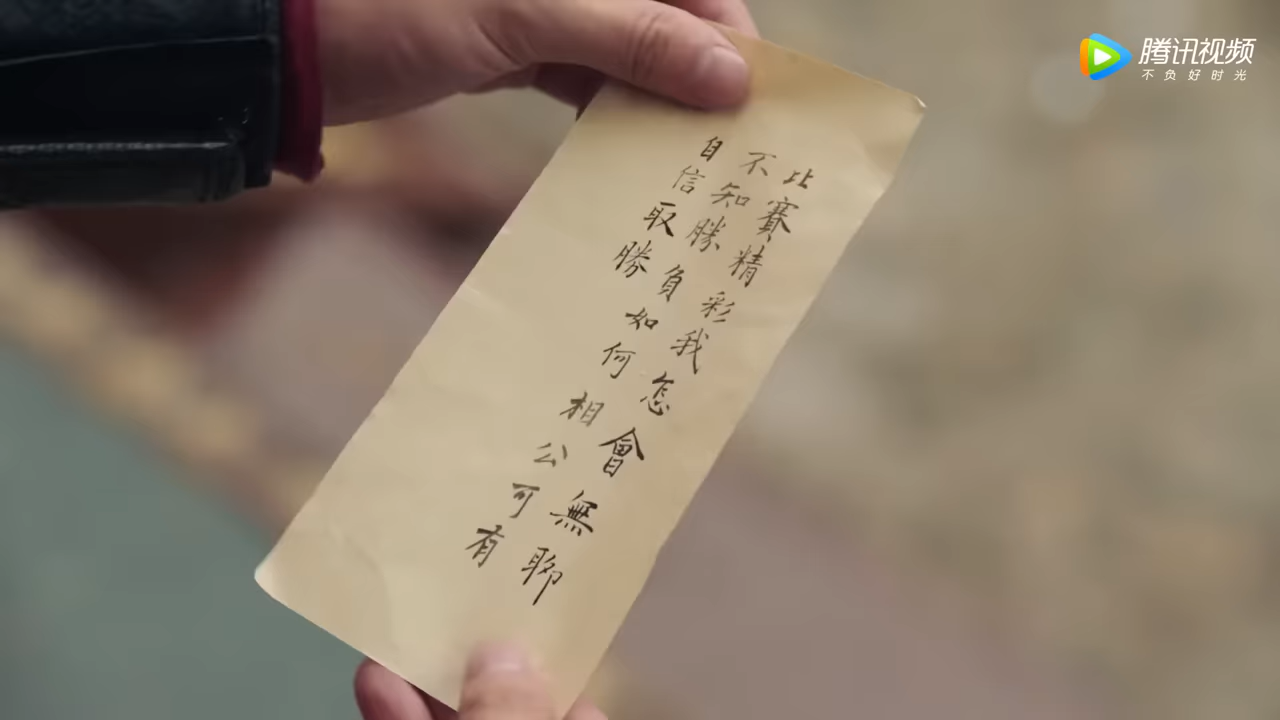 腾讯视频
不负好时光
比賽精彩我怎會無聊
不知勝負如何相公可有
自信取勝